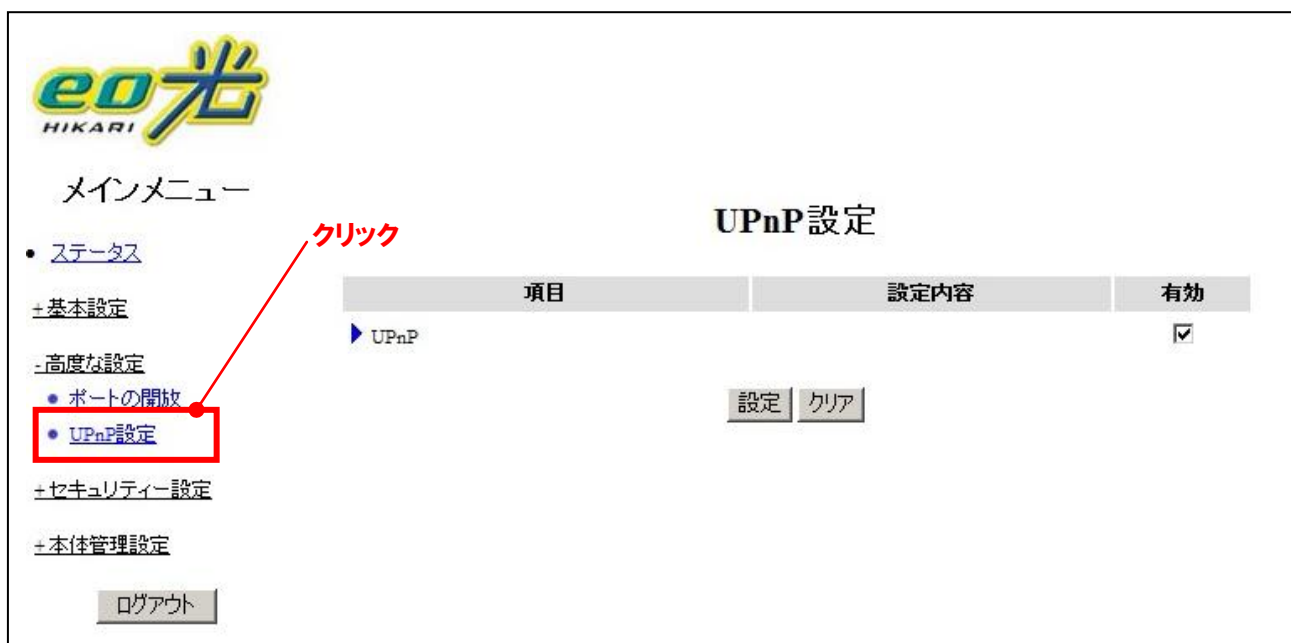 eo光
HIKARI
メインメニュー
UPnP設定
クリック
• ステータス
項目 設定内容 有効
+基本設定
UPnP
-高度な設定
• ポートの開放
設定 クリア
• UPnP設定
+セキュリティー設定
+本体管理設定
ログアウト